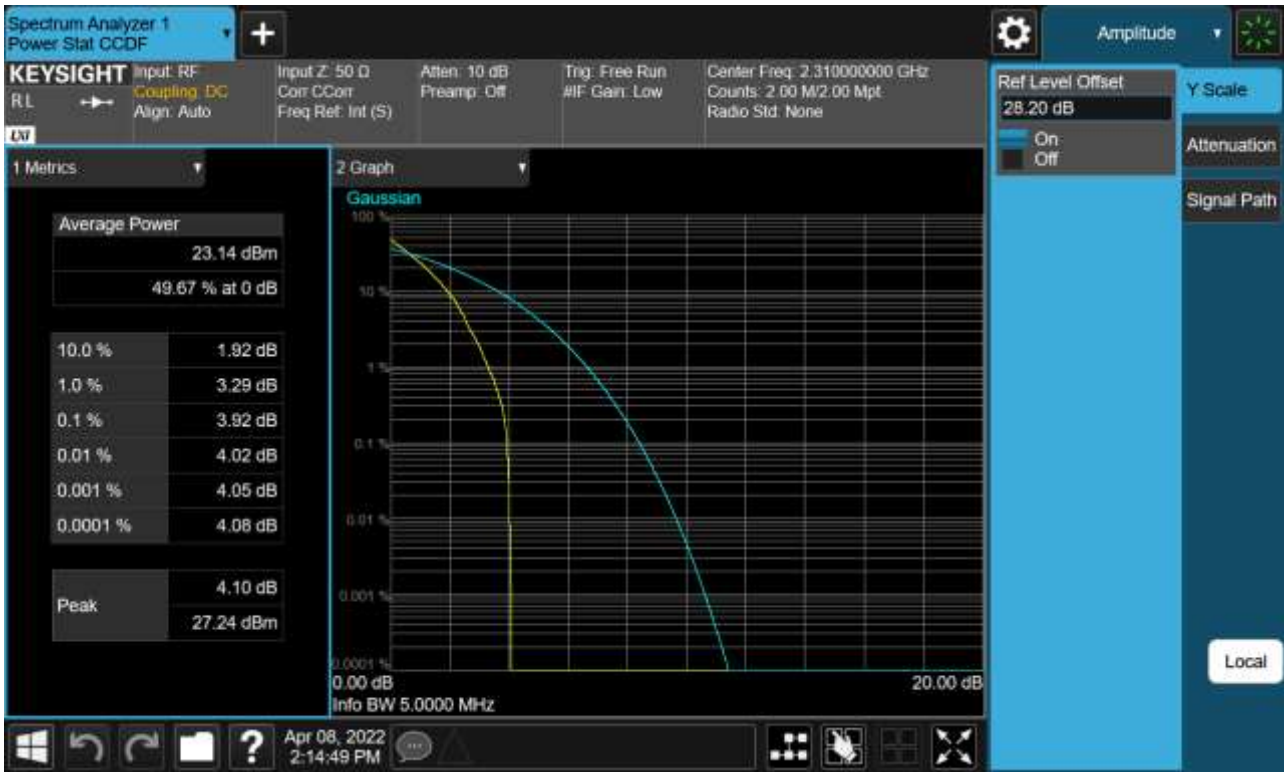 Spectrum Analyzer 1
Power Stat CCDF
Amplitude
KEYSIGHT
RL
LXI
Input: RF
Coupling: DC
Align: Auto
Input Z: 50 Ω
Corr CCorr
Freq Ref: Int (S)
Atten: 10 dB
Preamp: Off
Trig: Free Run
#IF Gain: Low
Center Freq: 2.310000000 GHz
Counts: 2.00 M/2.00 Mpt
Radio Std: None
Ref Level Offset
28.20 dB
On
Off
Y Scale
Attenuation
Signal Path
Local
1 Metrics
Average Power
23.14 dBm
49.67 % at 0 dB
10.0 % 1.92 dB
1.0 % 3.29 dB
0.1 % 3.92 dB
0.01 % 4.02 dB
0.001 % 4.05 dB
0.0001 % 4.08 dB
Peak
4.10 dB
27.24 dBm
2 Graph
Gaussian
100 %
10 %
1 %
0.1 %
0.01 %
0.001 %
0.0001 %
0.00 dB 20.00 dB
Info BW 5.0000 MHz
?
Apr 08, 2022
2:14:49 PM